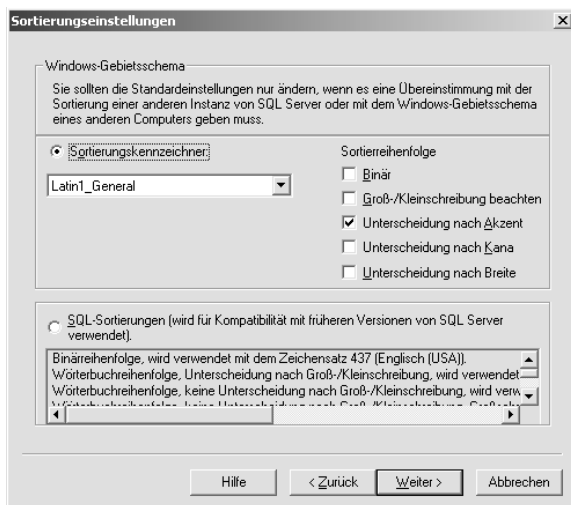 Sortierungseinstellungen
Windows-Gebietsschema
Sie sollten die Standardeinstellungen nur ändern, wenn es eine Übereinstimmung mit der
Sortierung einer anderen Instanz von SQL Server oder mit dem Windows-Gebietsschema
eines anderen Computers geben muss.
Sortierungskennzeichner:
Latin1_General
Sortierreihenfolge
Binär
Groß-/Kleinschreibung beachten
Unterscheidung nach Akzent
Unterscheidung nach Kana
Unterscheidung nach Breite
SQL-Sortierungen (wird für Kompatibilität mit früheren Versionen von SQL Server
verwendet).
Binärreihenfolge, wird verwendet mit dem Zeichensatz 437 (Englisch (USA)).
Wörterbuchreihenfolge, Unterscheidung nach Groß-/Kleinschreibung, wird verwendet
Wörterbuchreihenfolge, keine Unterscheidung nach Groß-/Kleinschreibung, wird verw
Hilfe
< Zurück
Weiter >
Abbrechen